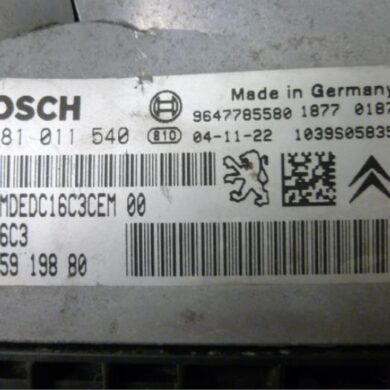 OSCH
Made in Germany
9647785580 1877 0187
81 011 540 810 04-11-22 1039S05835
MDEDC16C3CEM 00
6C3
59 198 80